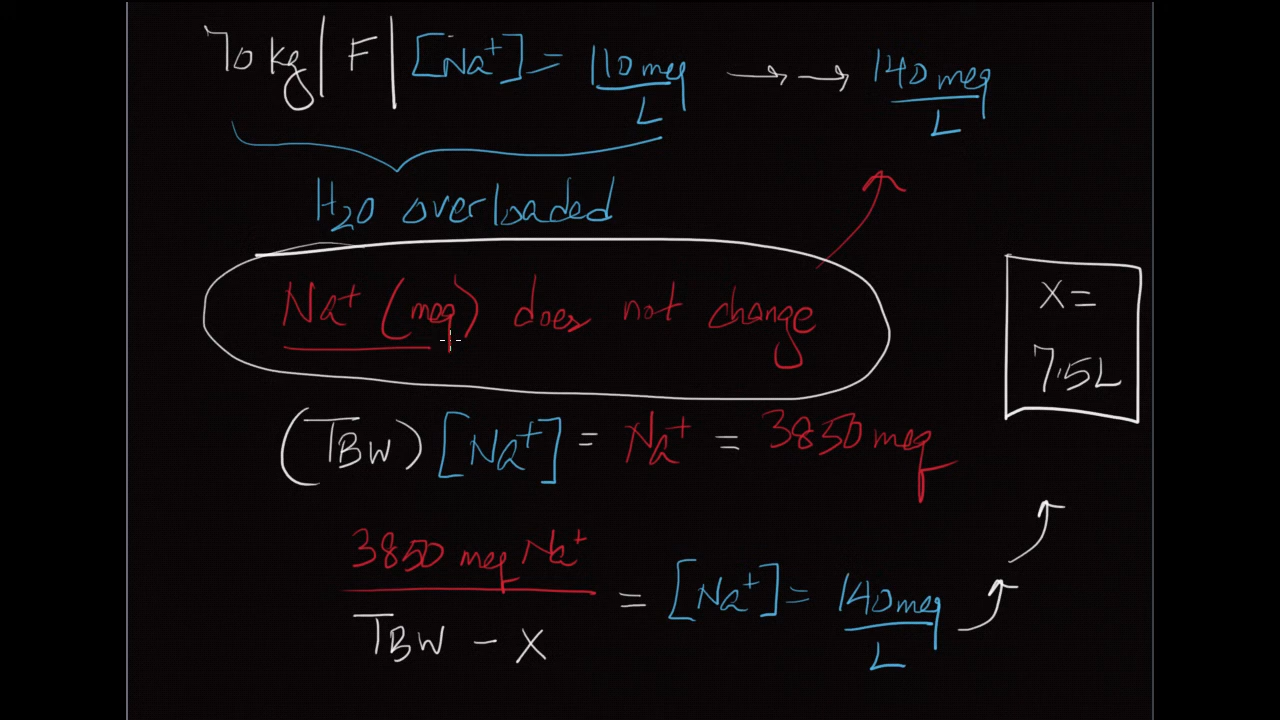 70 kg | F | [Na+] = 110 meq/L →→ 140 meq/L
H2O overloaded
Na+ (meq) does not change
X =
7.5L
(TBW) [Na+] = Na+ = 3850 meq
3850 meq Na+ / TBW - X = [Na+] = 140 meq/L